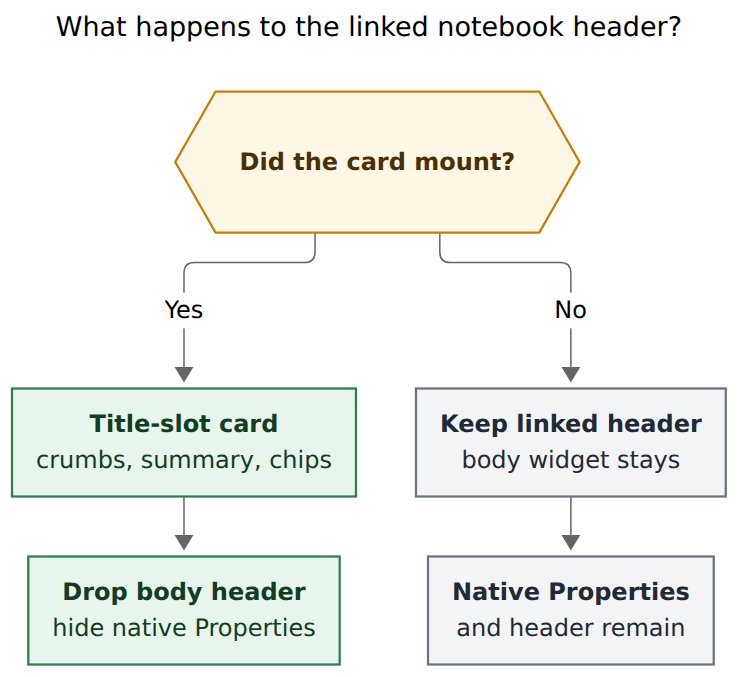 What happens to the linked notebook header?
Did the card mount?
Yes
No
Title-slot card
crumbs, summary, chips
Keep linked header
body widget stays
Drop body header
hide native Properties
Native Properties
and header remain